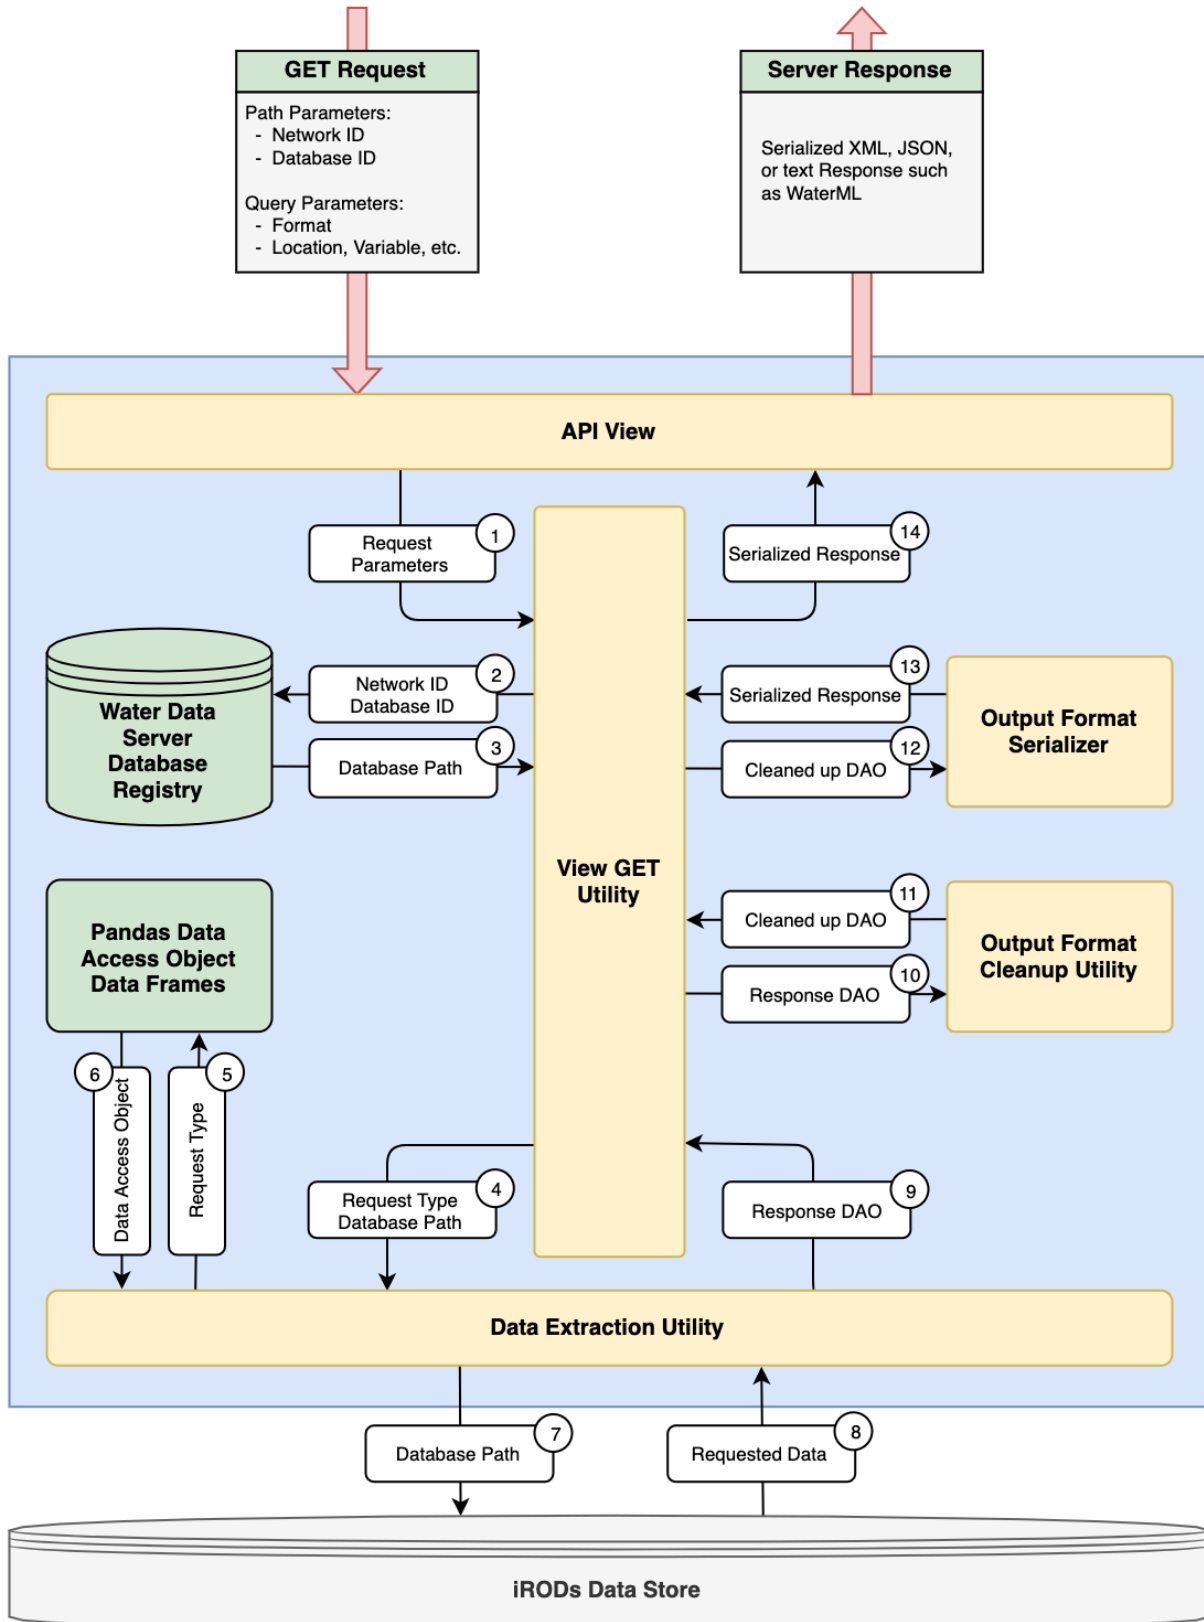 GET Request
Path Parameters:
- Network ID
- Database ID
Query Parameters:
- Format
- Location, Variable, etc.
Server Response
Serialized XML, JSON,
or text Response such
as WaterML
API View
1
Request
Parameters
14
Serialized Response
2
Network ID
Database ID
3
Database Path
Water Data
Server
Database
Registry
13
Serialized Response
12
Cleaned up DAO
Output Format
Serializer
View GET
Utility
Pandas Data
Access Object
Data Frames
11
Cleaned up DAO
10
Response DAO
Output Format
Cleanup Utility
6
Data Access Object
5
Request Type
4
Request Type
Database Path
9
Response DAO
Data Extraction Utility
7
Database Path
8
Requested Data
iRODs Data Store